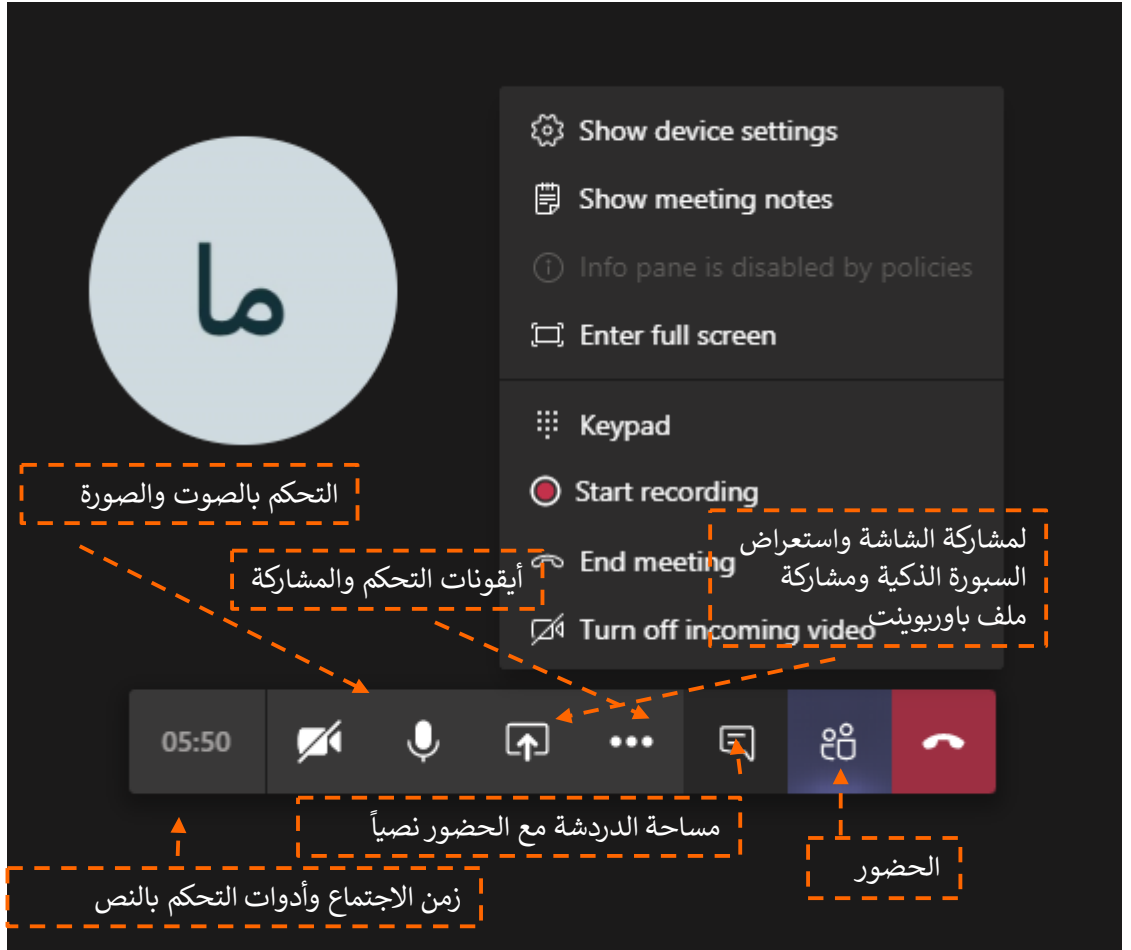 Show device settings
Show meeting notes
ما
Info pane is disabled by policies
Enter full screen
Keypad
التحكم بالصوت والصورة
Start recording
لمشاركة الشاشة واستعراض
السبورة الذكية ومشاركة
ملف باوربوينت
End meeting
أيقونات التحكم والمشاركة
Turn off incoming video
05:50
مساحة الدردشة مع الحضور نصياً
الحضور
زمن الاجتماع وأدوات التحكم بالنص